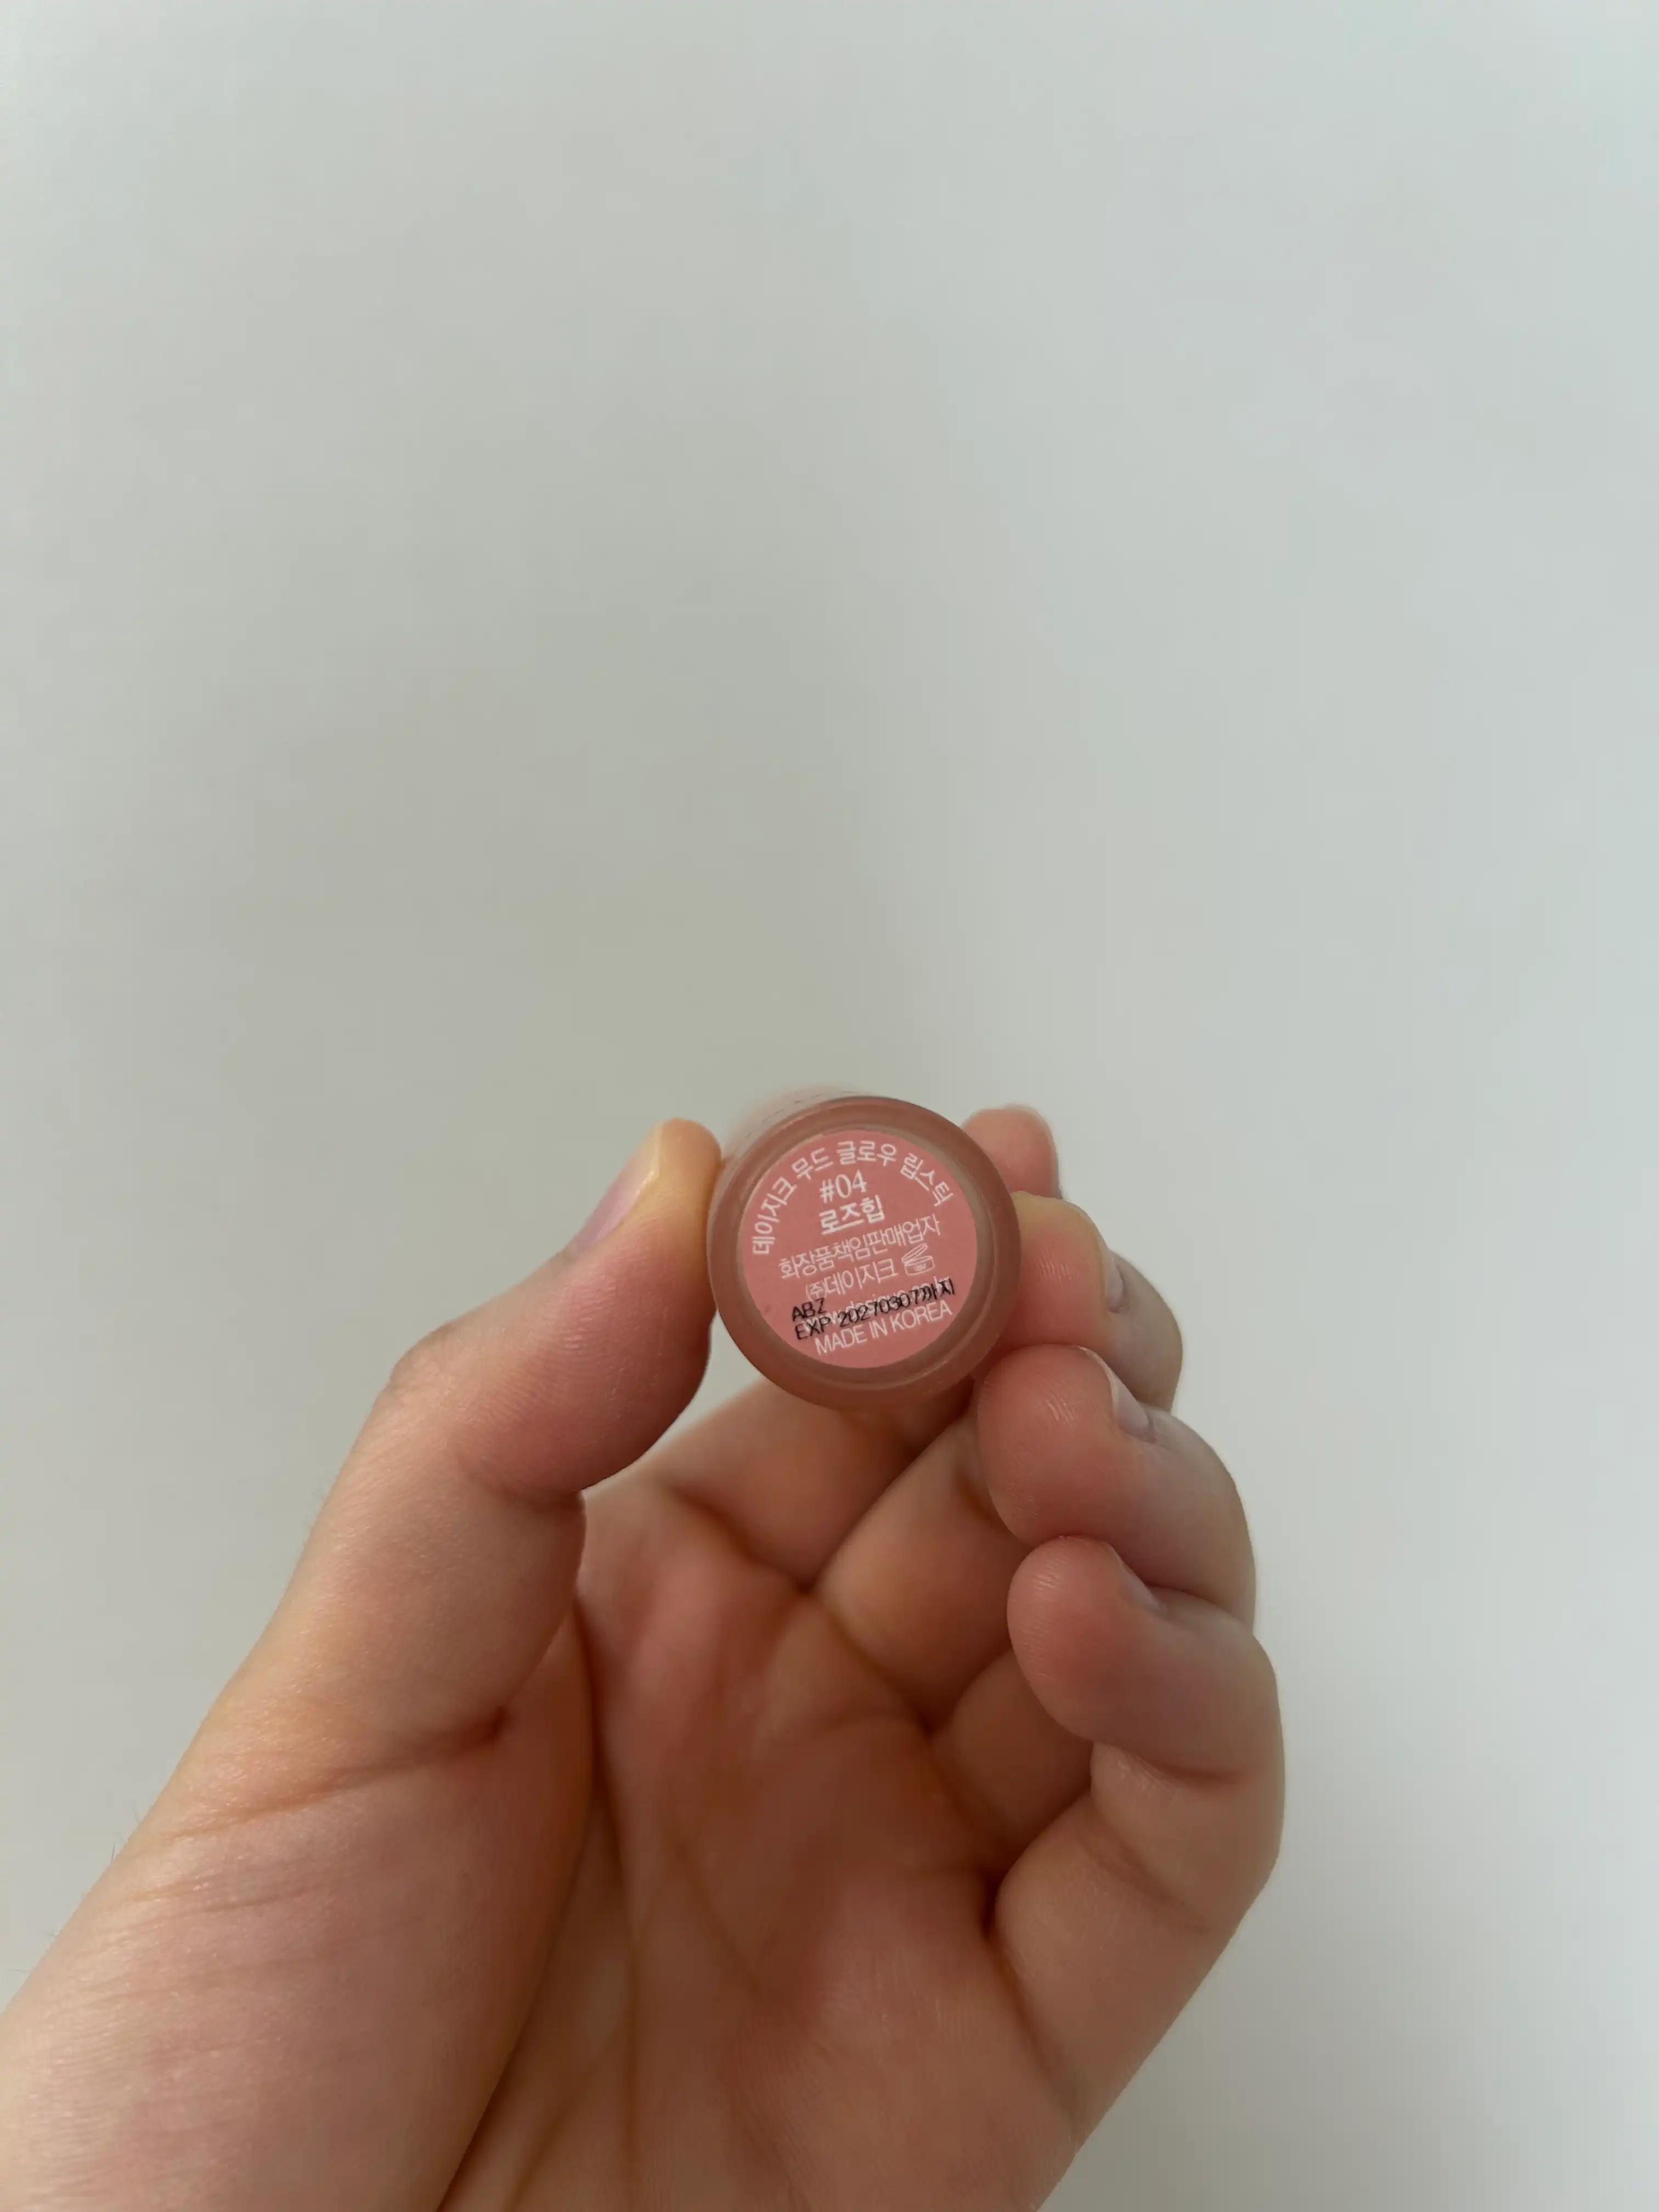 데이지크 무드 글로우 립스틱
#04
로즈힙
화장품책임판매업자
(주)데이지크
ABZ
EXP 20270307까지
MADE IN KOREA